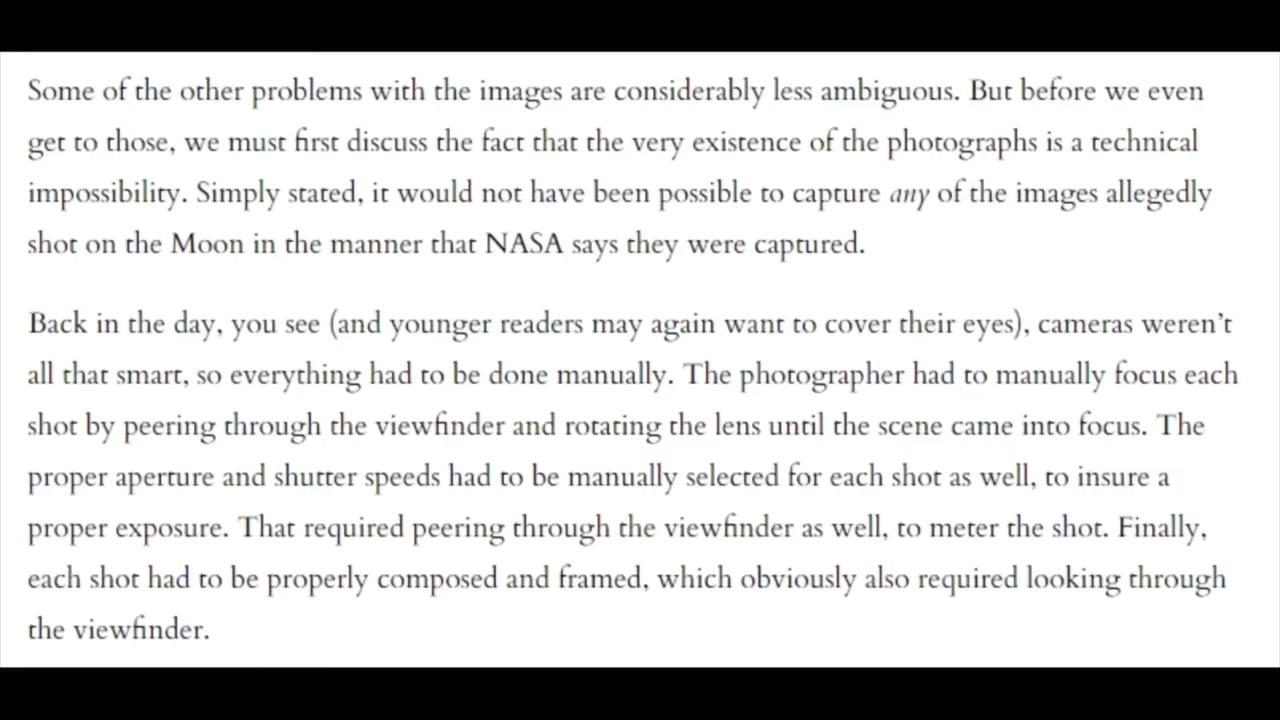 Some of the other problems with the images are considerably less ambiguous. But before we even
get to those, we must first discuss the fact that the very existence of the photographs is a technical
impossibility. Simply stated, it would not have been possible to capture any of the images allegedly
shot on the Moon in the manner that NASA says they were captured.
Back in the day, you see (and younger readers may again want to cover their eyes), cameras weren’t
all that smart, so everything had to be done manually. The photographer had to manually focus each
shot by peering through the viewfinder and rotating the lens until the scene came into focus. The
proper aperture and shutter speeds had to be manually selected for each shot as well, to insure a
proper exposure. That required peering through the viewfinder as well, to meter the shot. Finally,
each shot had to be properly composed and framed, which obviously also required looking through
the viewfinder.